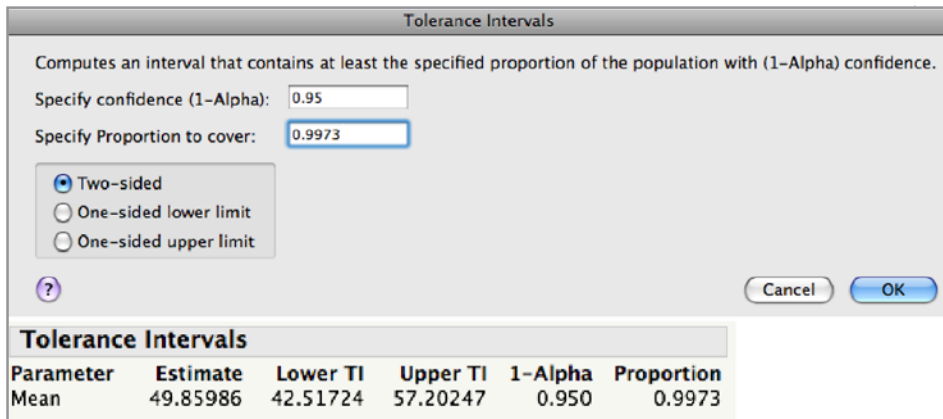 Tolerance Intervals
Computes an interval that contains at least the specified proportion of the population with (1-Alpha) confidence.
Specify confidence (1-Alpha): 0.95
Specify Proportion to cover: 0.9973
Two-sided
One-sided lower limit
One-sided upper limit
? Cancel OK
Tolerance Intervals
Parameter Estimate Lower TI Upper TI 1-Alpha Proportion
Mean 49.85986 42.51724 57.20247 0.950 0.9973